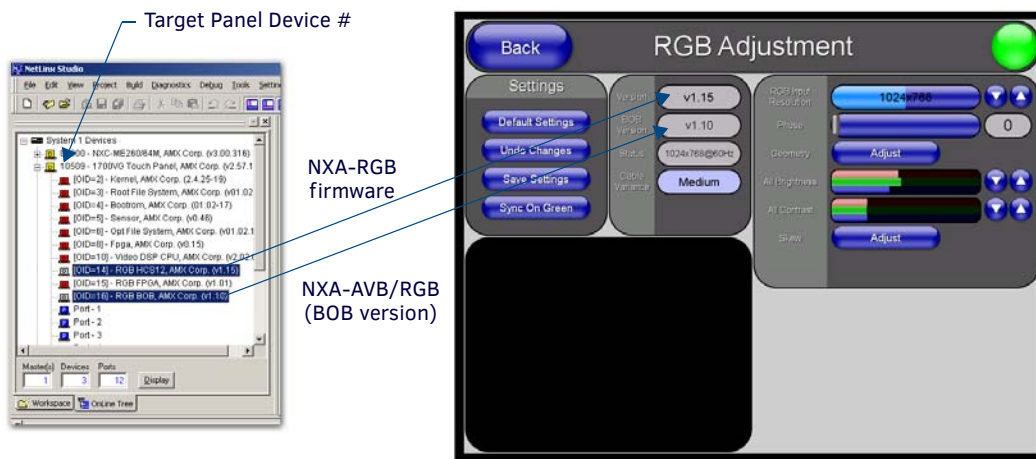 Target Panel Device #
NetLinx Studio
File Edit View Project Build Diagnostics Debug Tools
System 1 Devices
NXC-ME260/64M, AMX Corp. (v3.00.316)
10509 - 1700VG Touch Panel, AMX Corp. (v2.57.1
[OID=2] - Kernel, AMX Corp. (2.4.25-19)
[OID=3] - Root File System, AMX Corp. (v01.02
[OID=4] - Bootrom, AMX Corp. (01.02-17)
[OID=5] - Sensor, AMX Corp. (v0.46)
[OID=6] - Opt File System, AMX Corp. (v01.02.1
[OID=8] - Fpga, AMX Corp. (v0.15)
[OID=10] - Video DSP CPU, AMX Corp. (v2.02.
[OID=14] - RGB HCS12, AMX Corp. (v1.15)
[OID=15] - RGB FPGA, AMX Corp. (v1.01)
[OID=16] - RGB BOB, AMX Corp. (v1.10)
Port - 1
Port - 2
Port - 3
Master(s) Devices Ports
1 3 12 Display
Workspace OnLine Tree
NXA-RGB
firmware
NXA-AVB/RGB
(BOB version)
Back
RGB Adjustment
Settings
Default Settings
Undo Changes
Save Settings
Sync On Green
Version v1.15
BOB
Version v1.10
Status 1024x768@60Hz
Cable
Variance Medium
RGB Input
Resolution 1024x768
Phase 0
Geometry Adjust
All Brightness
All Contrast
Skew Adjust